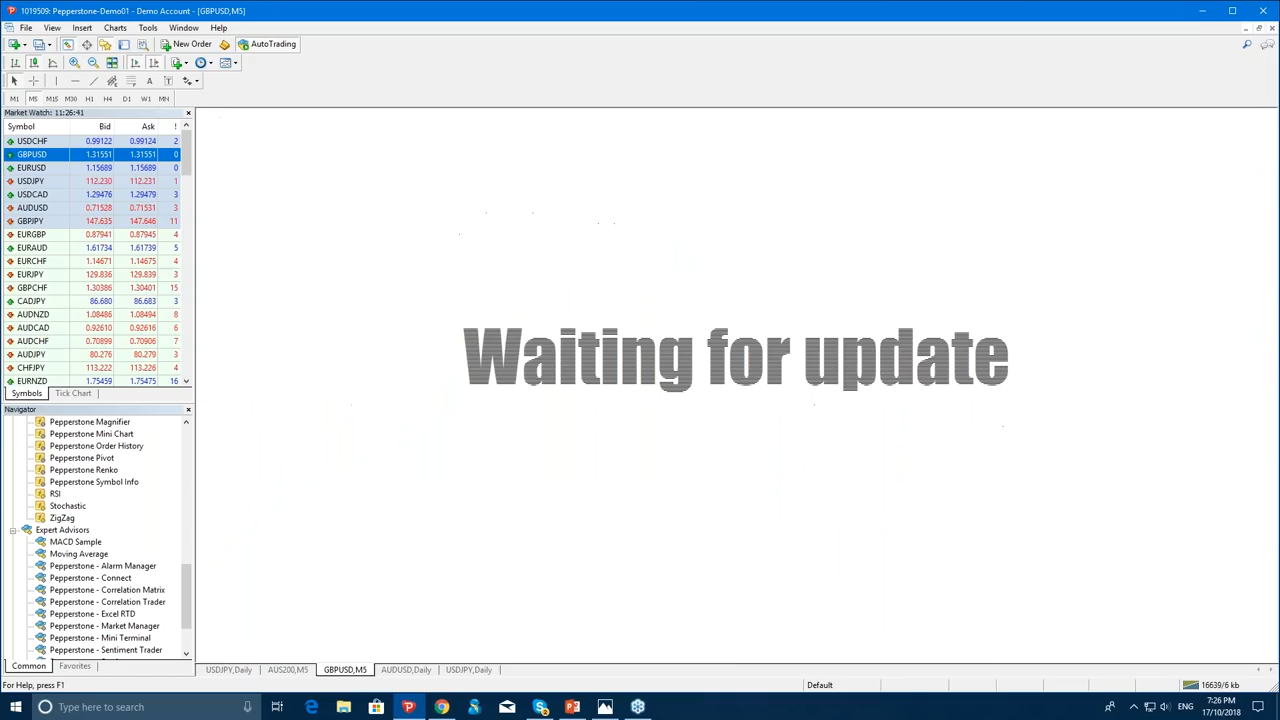 1019509: Pepperstone-Demo01 - Demo Account - [GBPUSD,M5]
File View Insert Charts Tools Window Help
New Order AutoTrading
M1 M5 M15 M30 H1 H4 D1 W1 MN
Market Watch: 11:26:41
Symbol Bid Ask !
USDCHF 0.99122 0.99124 2
GBPUSD 1.31551 1.31551 0
EURUSD 1.15689 1.15689 0
USDJPY 112.230 112.231 1
USDCAD 1.29476 1.29479 3
AUDUSD 0.71528 0.71531 3
GBPJPY 147.635 147.646 11
EURGBP 0.87941 0.87945 4
EURAUD 1.61734 1.61739 5
EURCHF 1.14671 1.14675 4
EURJPY 129.836 129.839 3
GBPCHF 1.30386 1.30401 15
CADJPY 86.680 86.683 3
AUDNZD 1.08486 1.08494 8
AUDCAD 0.92610 0.92616 6
AUDCHF 0.70899 0.70906 7
AUDJPY 80.276 80.279 3
CHFJPY 113.222 113.226 4
EURNZD 1.75459 1.75475 16
Symbols Tick Chart
Navigator
Pepperstone Magnifier
Pepperstone Mini Chart
Pepperstone Order History
Pepperstone Pivot
Pepperstone Renko
Pepperstone Symbol Info
RSI
Stochastic
ZigZag
Expert Advisors
MACD Sample
Moving Average
Pepperstone - Alarm Manager
Pepperstone - Connect
Pepperstone - Correlation Matrix
Pepperstone - Correlation Trader
Pepperstone - Excel RTD
Pepperstone - Market Manager
Pepperstone - Mini Terminal
Pepperstone - Sentiment Trader
Common Favorites
Waiting for update
USDJPY,Daily AUS200,M5 GBPUSD,M5 AUDUSD,Daily USDJPY,Daily
For Help, press F1 Default 16639/6 kb
Type here to search
ENG 7:26 PM
17/10/2018